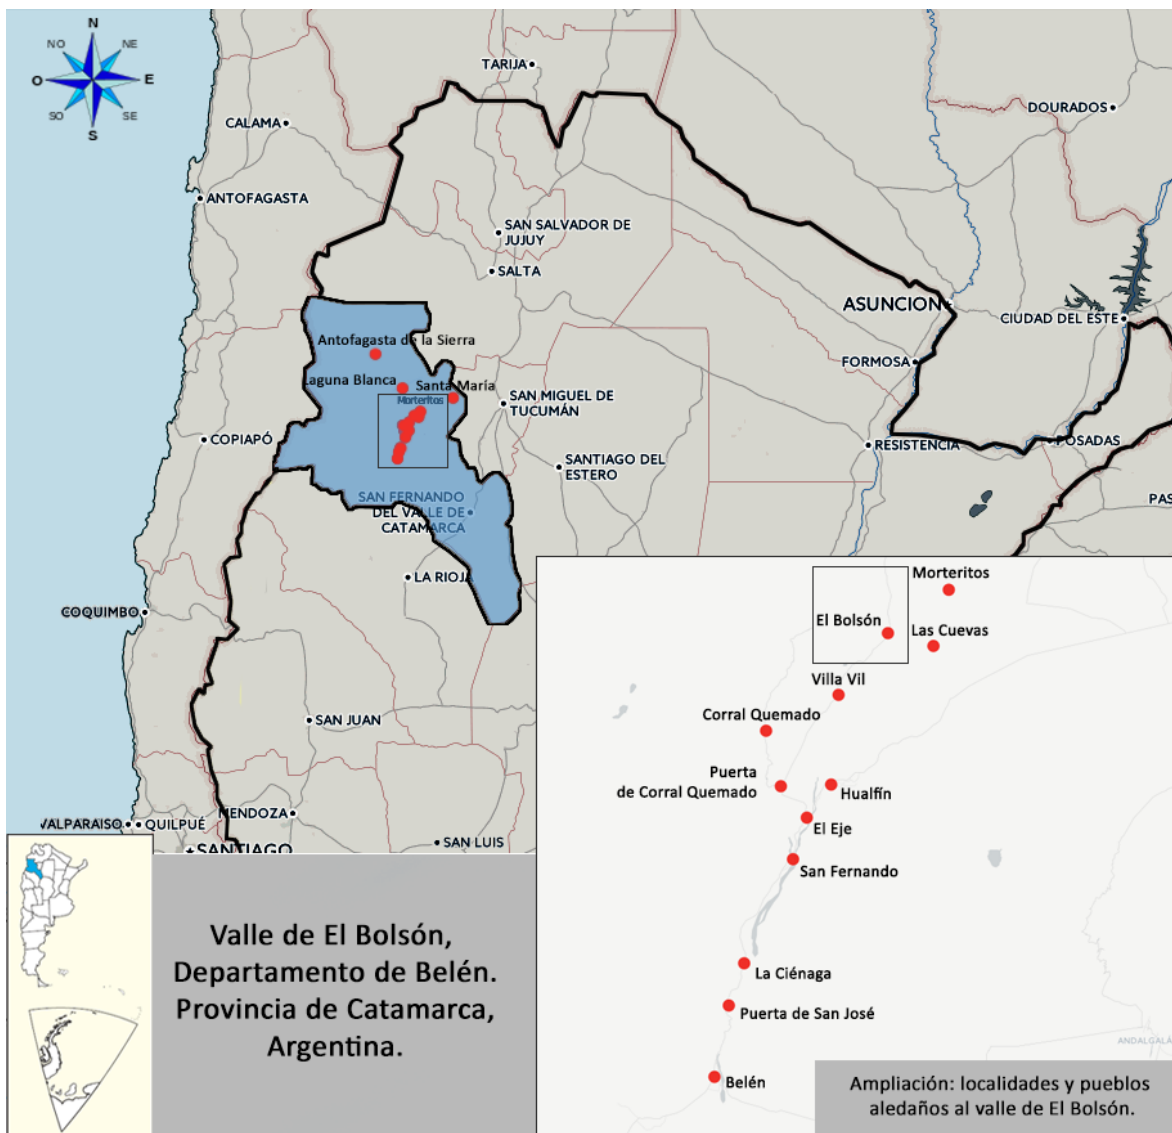 N
NO
NE
O
E
SO
SE
S
TARIJA
DOURADOS
CALAMA
ANTOFAGASTA
SAN SALVADOR DE
JUJUY
SALTA
ASUNCION
CIUDAD DEL ESTE
Antofagasta de la Sierra
FORMOSA
Laguna Blanca
Santa María
Morteritos
SAN MIGUEL DE
TUCUMÁN
COPIAPÓ
RESISTENCIA
POSADAS
SANTIAGO DEL
ESTERO
SAN FERNANDO
DEL VALLE DE
CATAMARCA
PAS
LA RIOJA
COQUIMBO
SAN JUAN
MENDOZA
VALPARAISO
QUILPUÉ
SAN LUIS
SANTIAGO
Morteritos
El Bolsón
Las Cuevas
Villa Vil
Corral Quemado
Puerta
de Corral Quemado
Hualfín
El Eje
San Fernando
La Ciénaga
Puerta de San José
ANDALGALÁ
Belén
Valle de El Bolsón,
Departamento de Belén.
Provincia de Catamarca,
Argentina.
Ampliación: localidades y pueblos
aledaños al valle de El Bolsón.